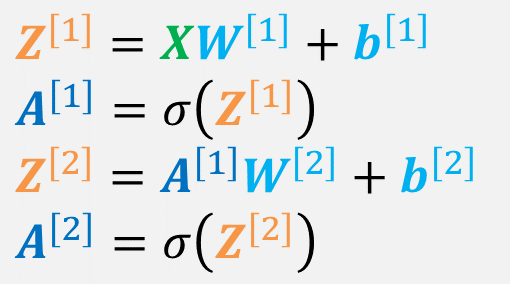 Z^[1] = XW^[1] + b^[1]
A^[1] = σ(Z^[1])
Z^[2] = A^[1]W^[2] + b^[2]
A^[2] = σ(Z^[2])